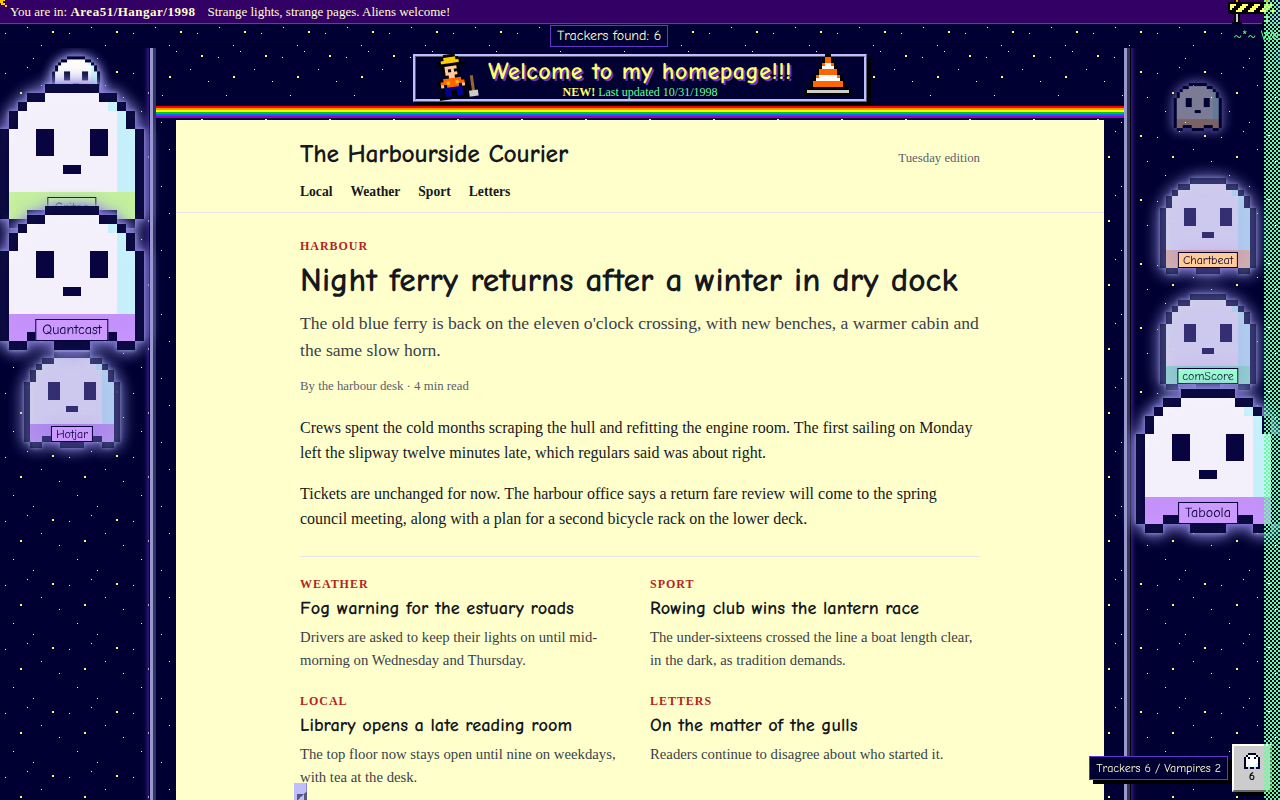 You are in: Area51/Hangar/1998 Strange lights, strange pages. Aliens welcome!
Trackers found: 6
~*~
Welcome to my homepage!!!
NEW! Last updated 10/31/1998
The Harbourside Courier
Tuesday edition
Local Weather Sport Letters
HARBOUR
Night ferry returns after a winter in dry dock
The old blue ferry is back on the eleven o'clock crossing, with new benches, a warmer cabin and
the same slow horn.
By the harbour desk · 4 min read
Crews spent the cold months scraping the hull and refitting the engine room. The first sailing on Monday
left the slipway twelve minutes late, which regulars said was about right.
Tickets are unchanged for now. The harbour office says a return fare review will come to the spring
council meeting, along with a plan for a second bicycle rack on the lower deck.
WEATHER
Fog warning for the estuary roads
Drivers are asked to keep their lights on until mid-
morning on Wednesday and Thursday.
SPORT
Rowing club wins the lantern race
The under-sixteens crossed the line a boat length clear,
in the dark, as tradition demands.
LOCAL
Library opens a late reading room
The top floor now stays open until nine on weekdays,
with tea at the desk.
LETTERS
On the matter of the gulls
Readers continue to disagree about who started it.
Quantcast
Hotjar
Chartbeat
comScore
Taboola
Trackers 6 / Vampires 2
6